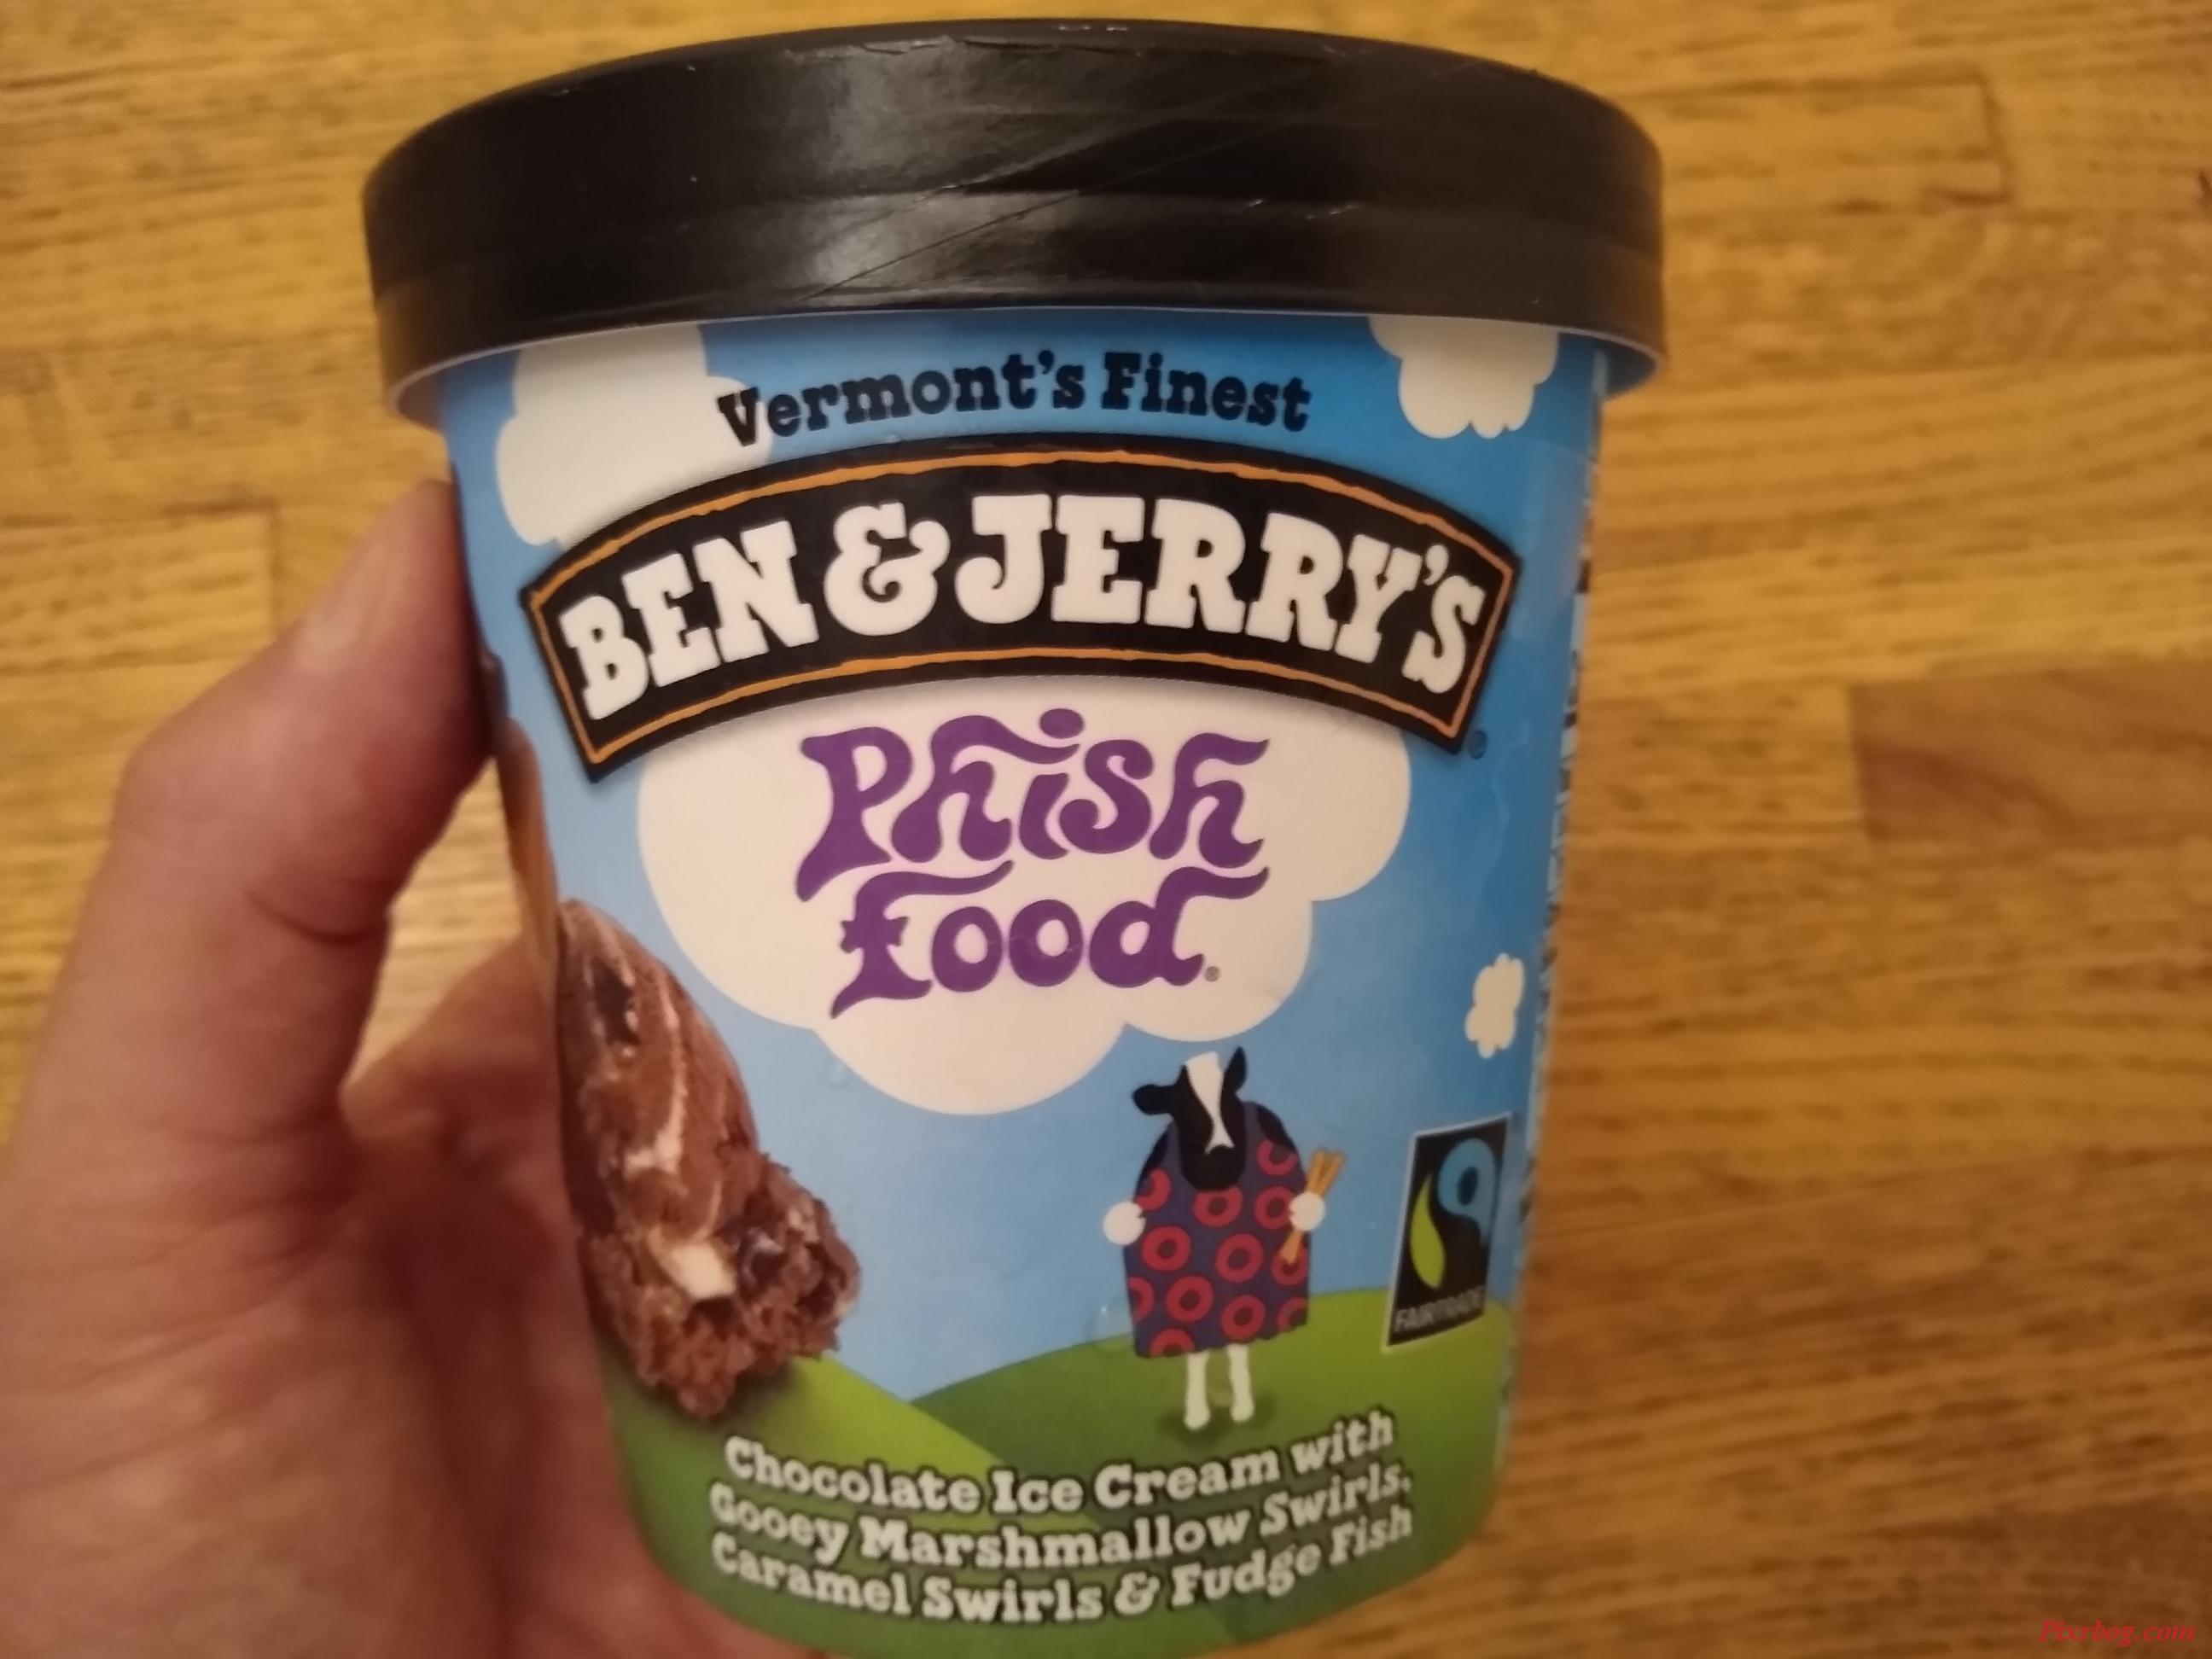 Vermont's Finest
BEN & JERRY'S®
Phish
Food®
FAIRTRADE
Chocolate Ice Cream with
Gooey Marshmallow Swirls,
Caramel Swirls & Fudge Fish
Pixrbog.com